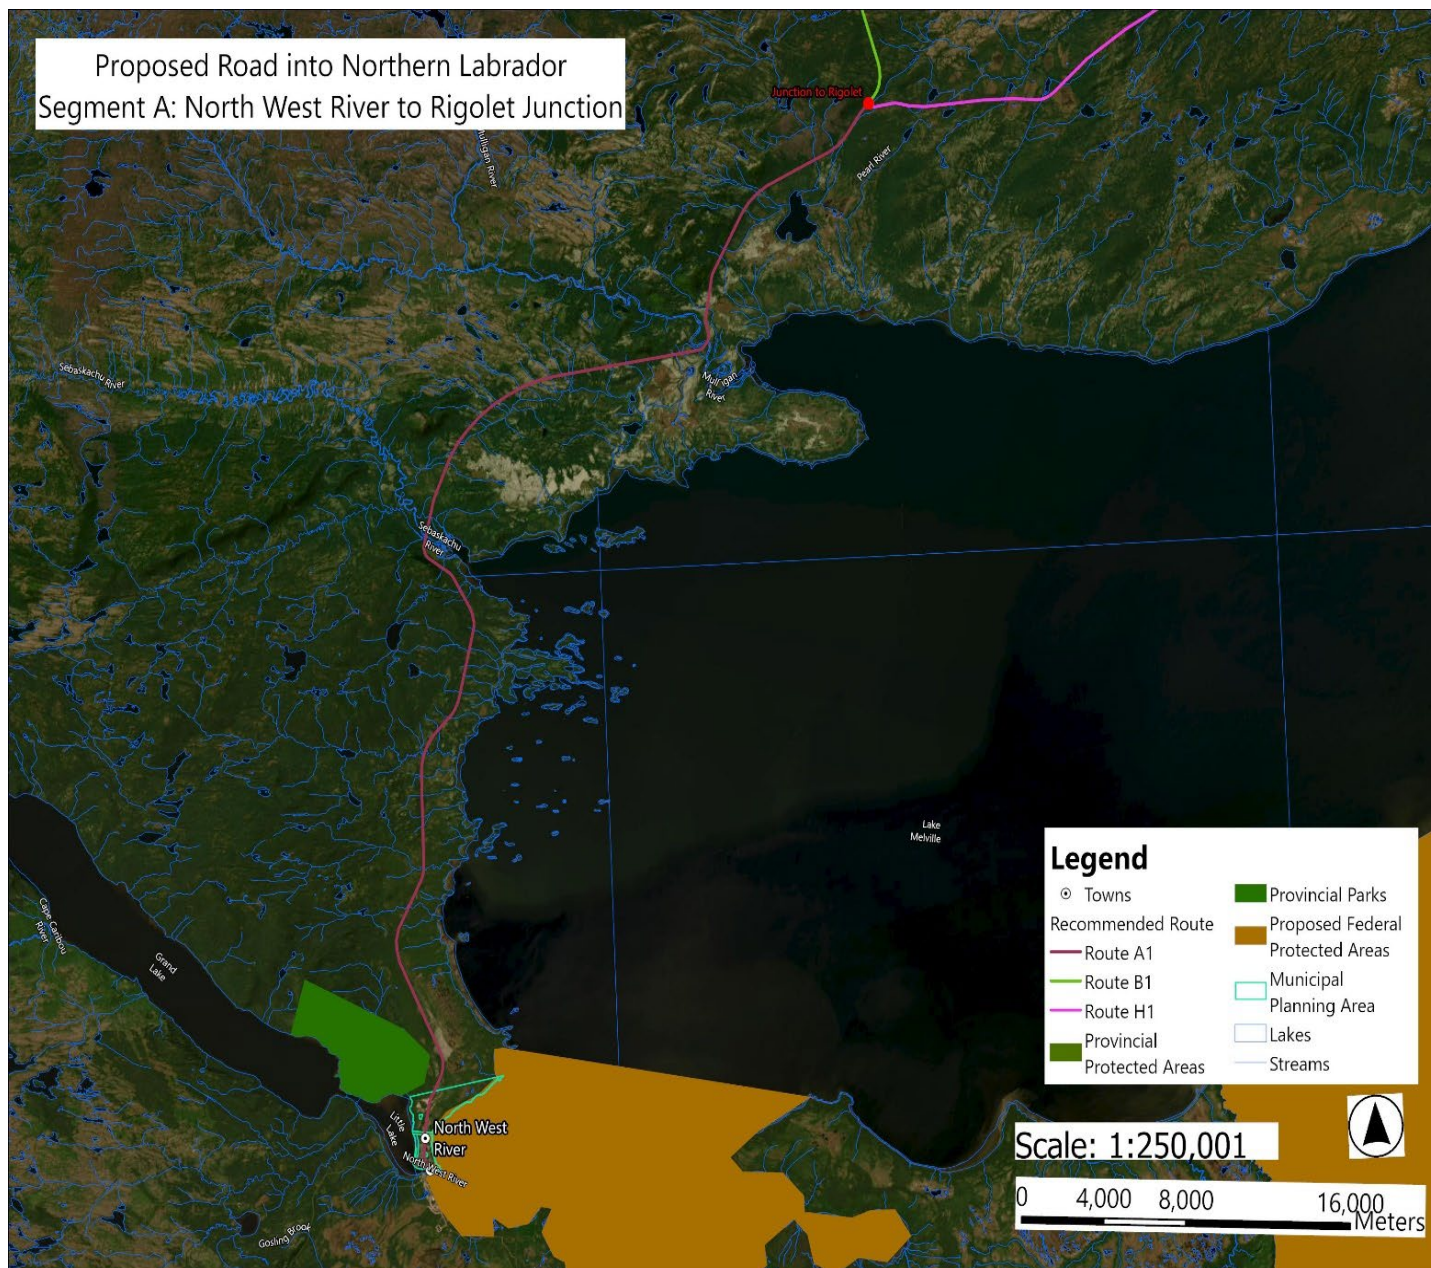 Proposed Road into Northern Labrador
Segment A: North West River to Rigolet Junction
Junction to Rigolet
Mulligan
River
Pearl River
Sebaskachu
River
Mulligan
River
Sebaskachu
River
Lake
Melville
Cape Caribou
River
Grand
Lake
Little
Lake
North West
River
North West River
Gosling Brook
Legend
Towns
Recommended Route
Route A1
Route B1
Route H1
Provincial
Protected Areas
Provincial Parks
Proposed Federal
Protected Areas
Municipal
Planning Area
Lakes
Streams
Scale: 1:250,001
0 4,000 8,000 16,000
Meters